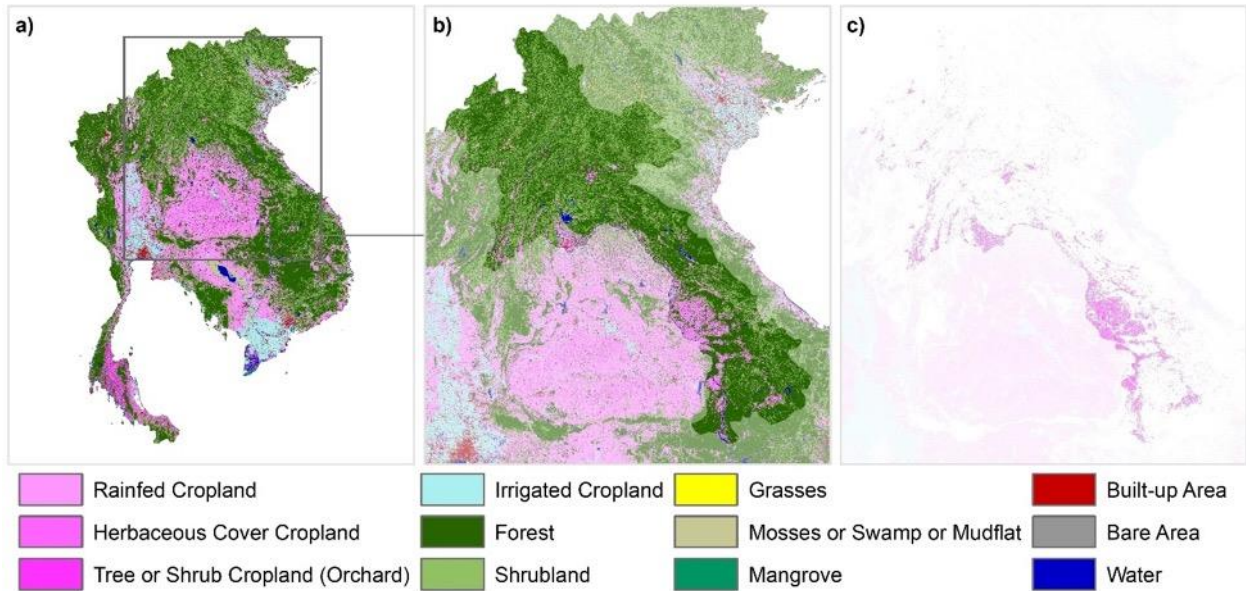 a)
b)
c)
Rainfed Cropland
Irrigated Cropland
Grasses
Built-up Area
Herbaceous Cover Cropland
Forest
Mosses or Swamp or Mudflat
Bare Area
Tree or Shrub Cropland (Orchard)
Shrubland
Mangrove
Water